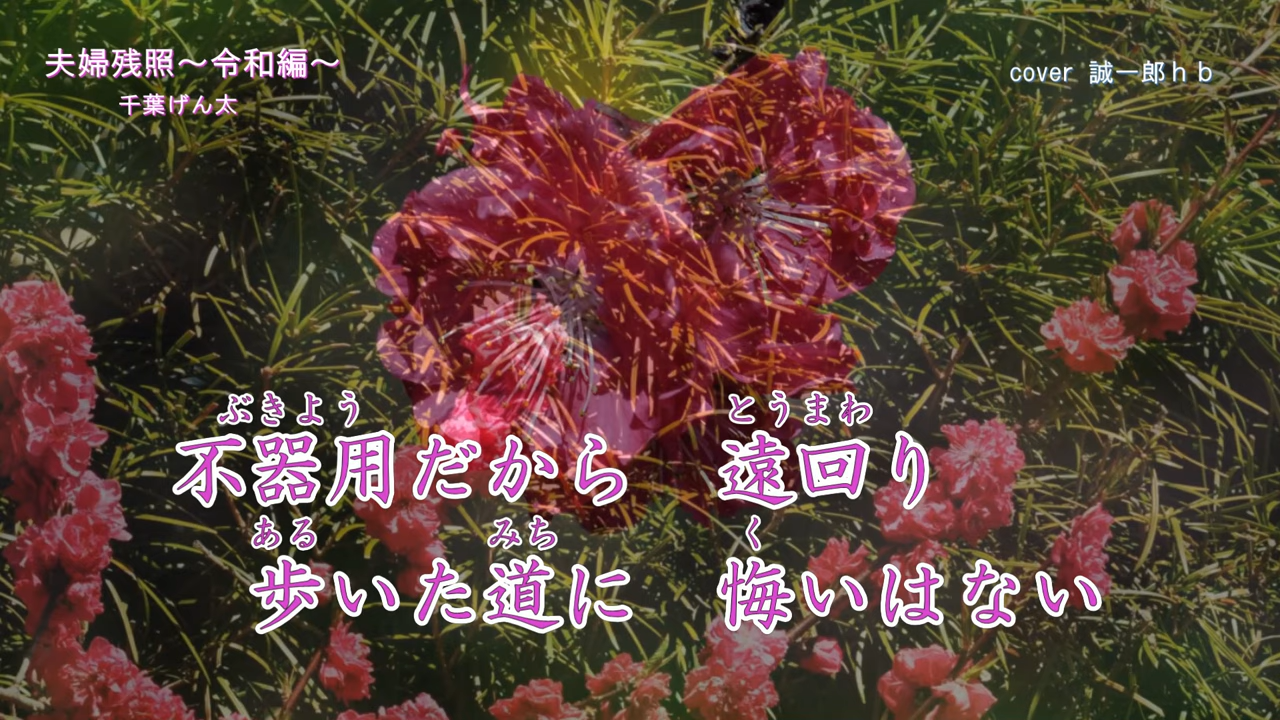 夫婦残照～令和編～
千葉げん太
cover 誠一郎ｈｂ
ぶきよう とうまわ
不器用だから 遠回り
ある みち く
歩いた道に 悔いはない